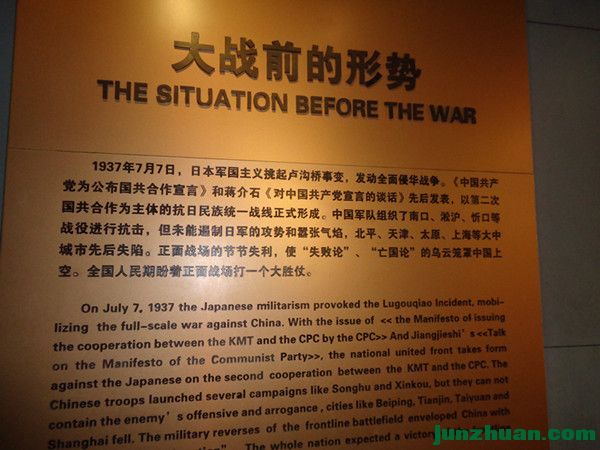 大战前的形势
THE SITUATION BEFORE THE WAR
1937年7月7日，日本军国主义挑起卢沟桥事变，发动全面侵华战争。《中国共产
党为公布国共合作宣言》和蒋介石《对中国共产党宣言的谈话》先后发表，以第二次
国共合作为主体的抗日民族统一战线正式形成。中国军队组织了南口、淞沪、忻口等
战役进行抗击，但未能遏制日军的攻势和嚣张气焰，北平、天津、太原、上海等大中
城市先后失陷。正面战场的节节失利，使“失败论”、“亡国论”的乌云笼罩中国上
空。全国人民期盼着正面战场打一个大胜仗。
On July 7, 1937 the Japanese militarism provoked the Lugouqiao Incident, mobi-
lizing the full-scale war against China. With the issue of << the Manifesto of issuing
the cooperation between the KMT and the CPC by the CPC>> And Jiangjieshi's <<Talk
on the Manifesto of the Communist Party>>, the national united front takes form
against the Japanese on the second cooperation between the KMT and the CPC. The
Chinese troops launched several campaigns like Songhu and Xinkou, but they can not
contain the enemy's offensive and arrogance, cities like Beiping, Tianjin, Taiyuan and
Shanghai fell. The military reverses of the frontline battlefield enveloped China with
The whole nation expected a victory
junzhuan.com